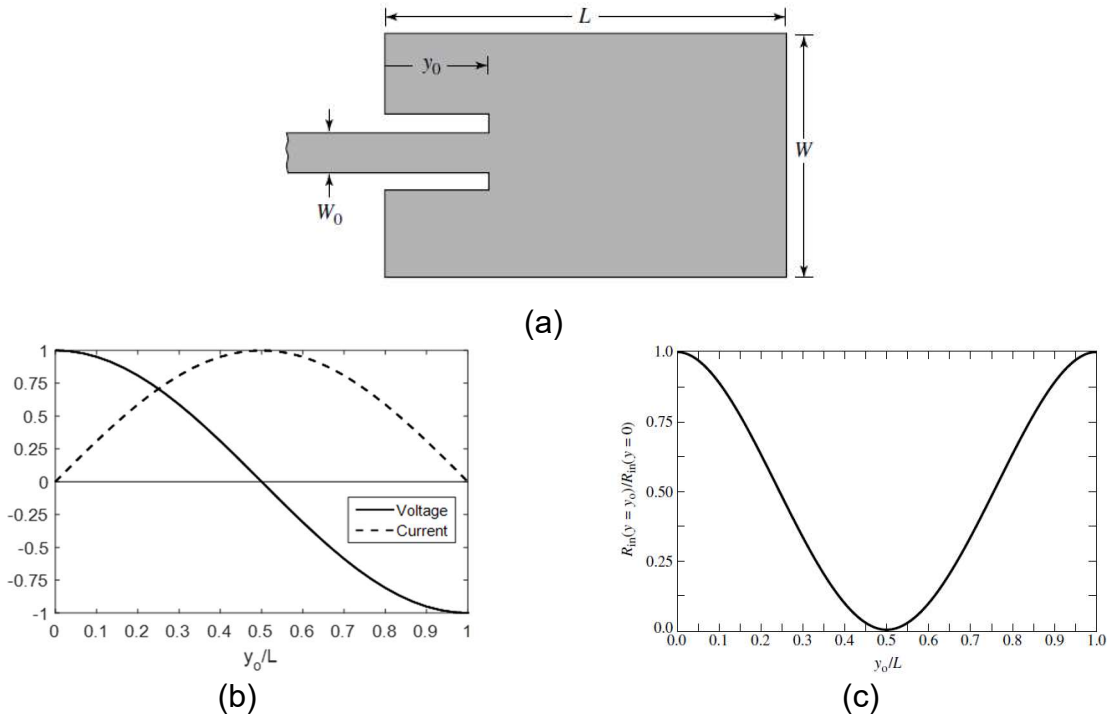 L
y₀
W
W₀
(a)
1
0.75
0.5
0.25
0
-0.25
-0.5
-0.75
-1
Voltage
Current
0 0.1 0.2 0.3 0.4 0.5 0.6 0.7 0.8 0.9 1
yₒ/L
(b)
Rᵢₙ(y = yₒ)/Rᵢₙ(y = 0)
1.0
0.75
0.50
0.25
0.0
0.0 0.1 0.2 0.3 0.4 0.5 0.6 0.7 0.8 0.9 1.0
yₒ/L
(c)